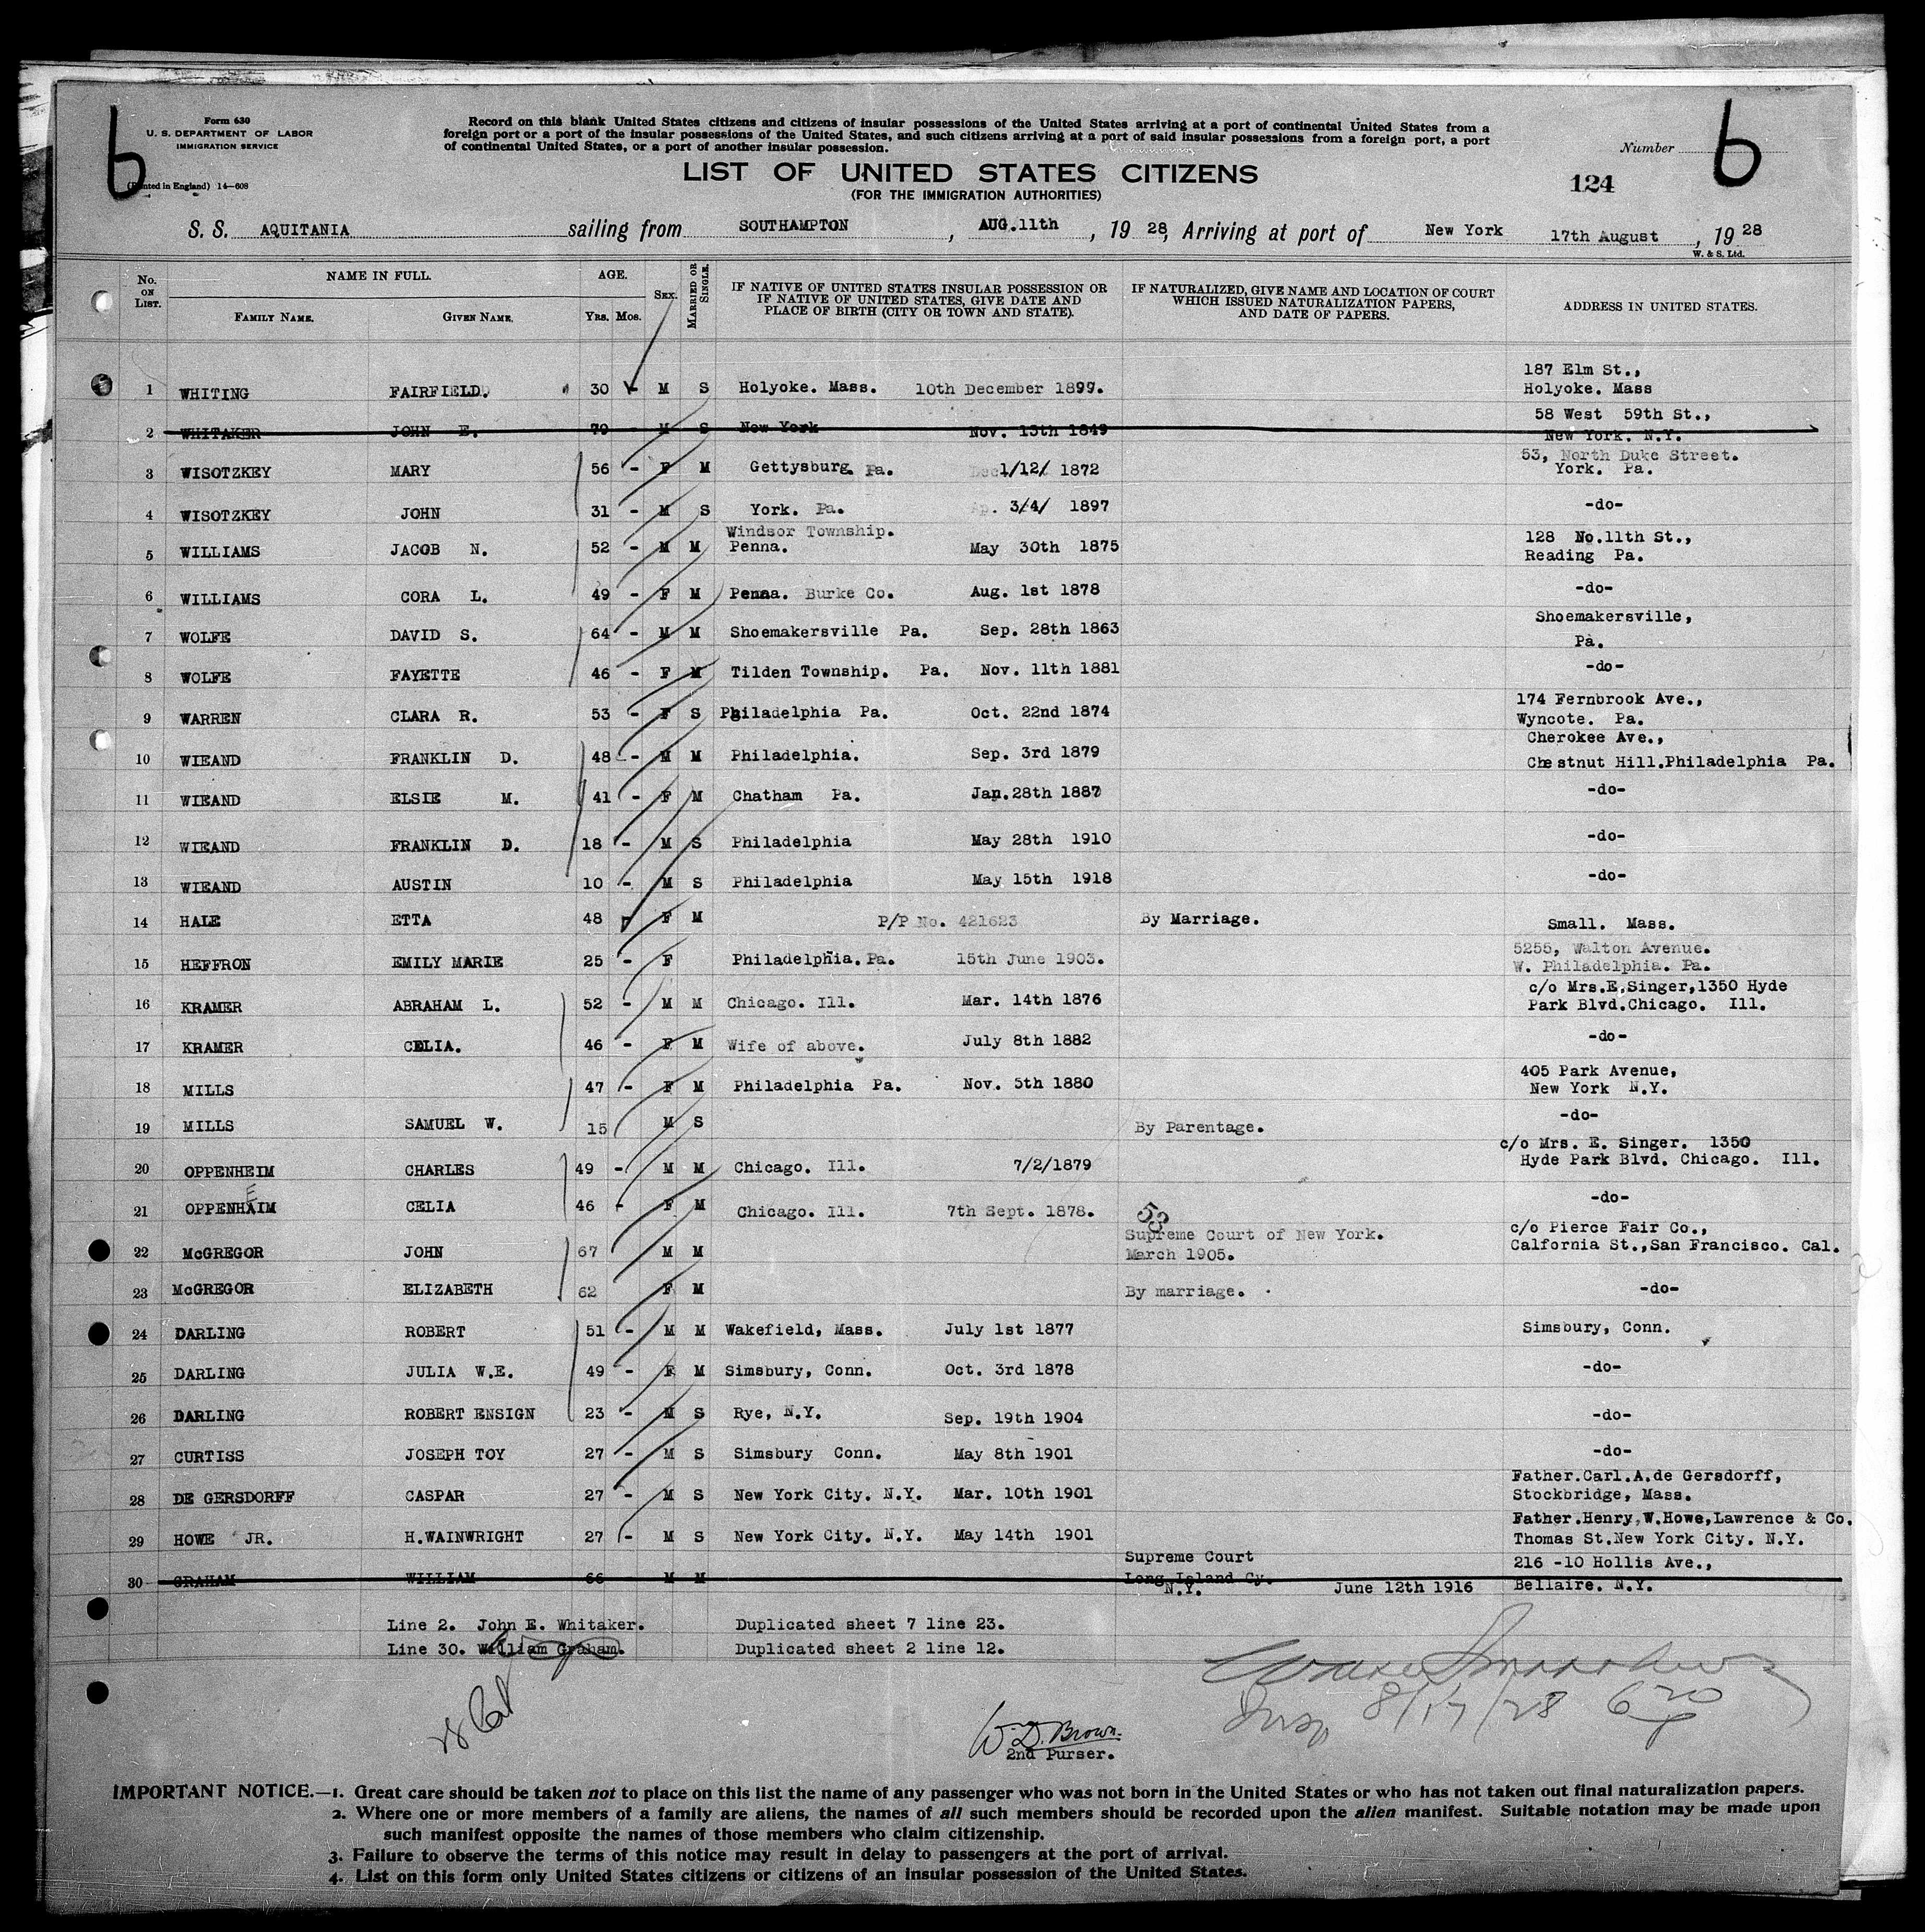 b
Form 630
U. S. DEPARTMENT OF LABOR
IMMIGRATION SERVICE
(Printed in England) 14—608
Record on this blank United States citizens and citizens of insular possessions of the United States arriving at a port of continental United States from a
foreign port or a port of the insular possessions of the United States, and such citizens arriving at a port of said insular possessions from a foreign port, a port
of continental United States, or a port of another insular possession.
LIST OF UNITED STATES CITIZENS
(FOR THE IMMIGRATION AUTHORITIES)
Number b
124
S. S. AQUITANIA sailing from SOUTHAMPTON, AUG.11th, 19 28, Arriving at port of New York 17th August, 19 28
W. & S. Ltd.
No. ON LIST. NAME IN FULL. FAMILY NAME. GIVEN NAME. AGE. YRS. MOS. SEX. MARRIED OR SINGLE. IF NATIVE OF UNITED STATES INSULAR POSSESSION OR IF NATIVE OF UNITED STATES, GIVE DATE AND PLACE OF BIRTH (CITY OR TOWN AND STATE). IF NATURALIZED, GIVE NAME AND LOCATION OF COURT WHICH ISSUED NATURALIZATION PAPERS, AND DATE OF PAPERS. ADDRESS IN UNITED STATES.
1 WHITING FAIRFIELD. 30 - M S Holyoke. Mass. 10th December 1899. 187 Elm St., Holyoke. Mass
2 WHITAKER JOHN E. 79 M S New York Nov. 13th 1849 58 West 59th St., New York. N.Y.
3 WISOTZKEY MARY 56 - F M Gettysburg Pa. 1/12/ 1872 53, North Duke Street. York. Pa.
4 WISOTZKEY JOHN 31 - M S York. Pa. 3/4/ 1897 -do-
5 WILLIAMS JACOB N. 52 - M M Windsor Township. Penna. May 30th 1875 128 No.11th St., Reading Pa.
6 WILLIAMS CORA L. 49 - F M Penna. Burke Co. Aug. 1st 1878 -do-
7 WOLFE DAVID S. 64 - M M Shoemakersville Pa. Sep. 28th 1863 Shoemakersville, Pa.
8 WOLFE FAYETTE 46 - F M Tilden Township. Pa. Nov. 11th 1881 -do-
9 WARREN CLARA R. 53 - F S Philadelphia Pa. Oct. 22nd 1874 174 Fernbrook Ave., Wyncote. Pa.
10 WIEAND FRANKLIN D. 48 - M M Philadelphia. Sep. 3rd 1879 Cherokee Ave., Chestnut Hill.Philadelphia Pa.
11 WIEAND ELSIE M. 41 - F M Chatham Pa. Jan.28th 1887 -do-
12 WIEAND FRANKLIN D. 18 - M S Philadelphia May 28th 1910 -do-
13 WIEAND AUSTIN 10 - M S Philadelphia May 15th 1918 -do-
14 HALE ETTA 48 F M P/P No. 421623 By Marriage. Small. Mass.
15 HEFFRON EMILY MARIE 25 - F Philadelphia. Pa. 15th June 1903. 5255, Walton Avenue. W. Philadelphia. Pa.
16 KRAMER ABRAHAM L. 52 - M M Chicago. Ill. Mar. 14th 1876 c/o Mrs.E,Singer,1350 Hyde Park Blvd.Chicago. Ill.
17 KRAMER CELIA. 46 - F M Wife of above. July 8th 1882 -do-
18 MILLS 47 - F M Philadelphia Pa. Nov. 5th 1880 405 Park Avenue, New York N.Y.
19 MILLS SAMUEL W. 15 M S By Parentage. -do-
20 OPPENHEIM CHARLES 49 - M M Chicago. Ill. 7/2/1879 c/o Mrs. E. Singer. 1350 Hyde Park Blvd. Chicago. Ill.
21 OPPENHEIM CELIA 46 - F M Chicago. Ill. 7th Sept. 1878. -do-
53
22 McGREGOR JOHN 67 M M Supreme Court of New York. March 1905. c/o Pierce Fair Co., Calfornia St.,San Francisco. Cal.
23 McGREGOR ELIZABETH 62 F M By marriage. -do-
24 DARLING ROBERT 51 - M M Wakefield, Mass. July 1st 1877 Simsbury, Conn.
25 DARLING JULIA W.E. 49 - F M Simsbury, Conn. Oct. 3rd 1878 -do-
26 DARLING ROBERT ENSIGN 23 - M S Rye, N.Y. Sep. 19th 1904 -do-
27 CURTISS JOSEPH TOY 27 - M S Simsbury Conn. May 8th 1901 -do-
28 DE GERSDORFF CASPAR 27 - M S New York City. N.Y. Mar. 10th 1901 Father.Carl.A.de Gersdorff, Stockbridge, Mass.
29 HOWE JR. H.WAINWRIGHT 27 - M S New York City. N.Y. May 14th 1901 Father.Henry.W.Howe,Lawrence & Co. Thomas St.New York City. N.Y.
30 GRAHAM WILLIAM 66 M M Supreme Court Long Island Cy. N.Y. June 12th 1916 216 -10 Hollis Ave., Bellaire. N.Y.
Line 2. John E. Whitaker. Duplicated sheet 7 line 23.
Line 30. William Graham. Duplicated sheet 2 line 12.
Insp 8/17/28
W.D. Brown.
2nd Purser.
IMPORTANT NOTICE.—1. Great care should be taken not to place on this list the name of any passenger who was not born in the United States or who has not taken out final naturalization papers.
2. Where one or more members of a family are aliens, the names of all such members should be recorded upon the alien manifest. Suitable notation may be made upon
such manifest opposite the names of those members who claim citizenship.
3. Failure to observe the terms of this notice may result in delay to passengers at the port of arrival.
4. List on this form only United States citizens or citizens of an insular possession of the United States.